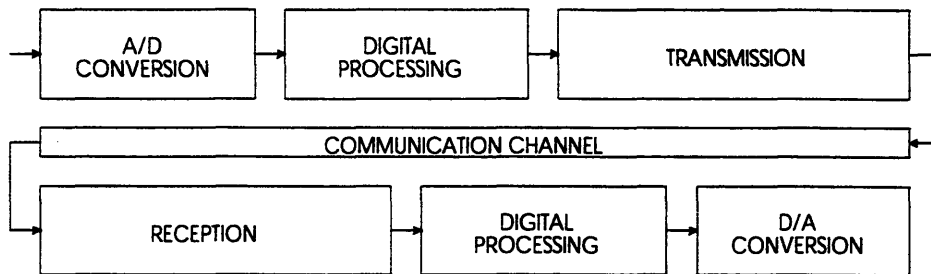 A/D
CONVERSION
DIGITAL
PROCESSING
TRANSMISSION
COMMUNICATION CHANNEL
RECEPTION
DIGITAL
PROCESSING
D/A
CONVERSION